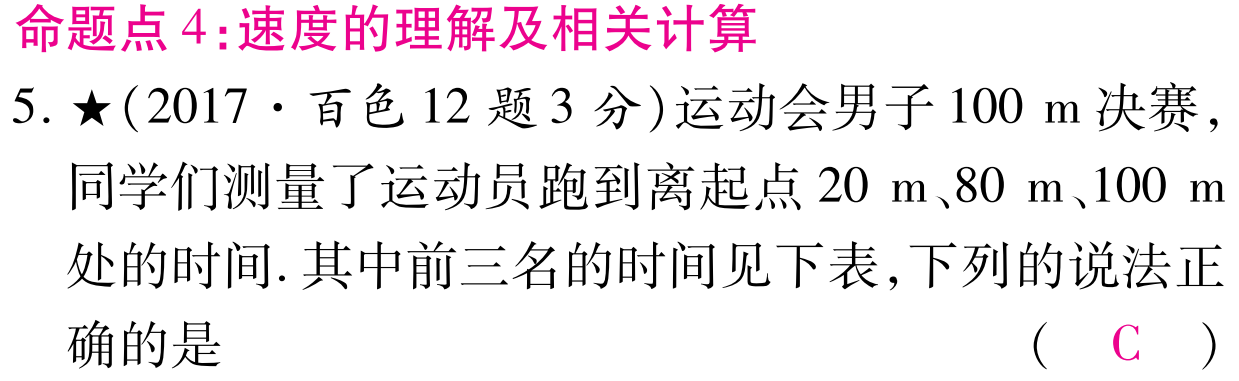 命题点 4:速度的理解及相关计算
5. ★(2017·百色 12 题 3 分)运动会男子 100 m 决赛,
同学们测量了运动员跑到离起点 20 m、80 m、100 m
处的时间. 其中前三名的时间见下表,下列的说法正
确的是 ( C )